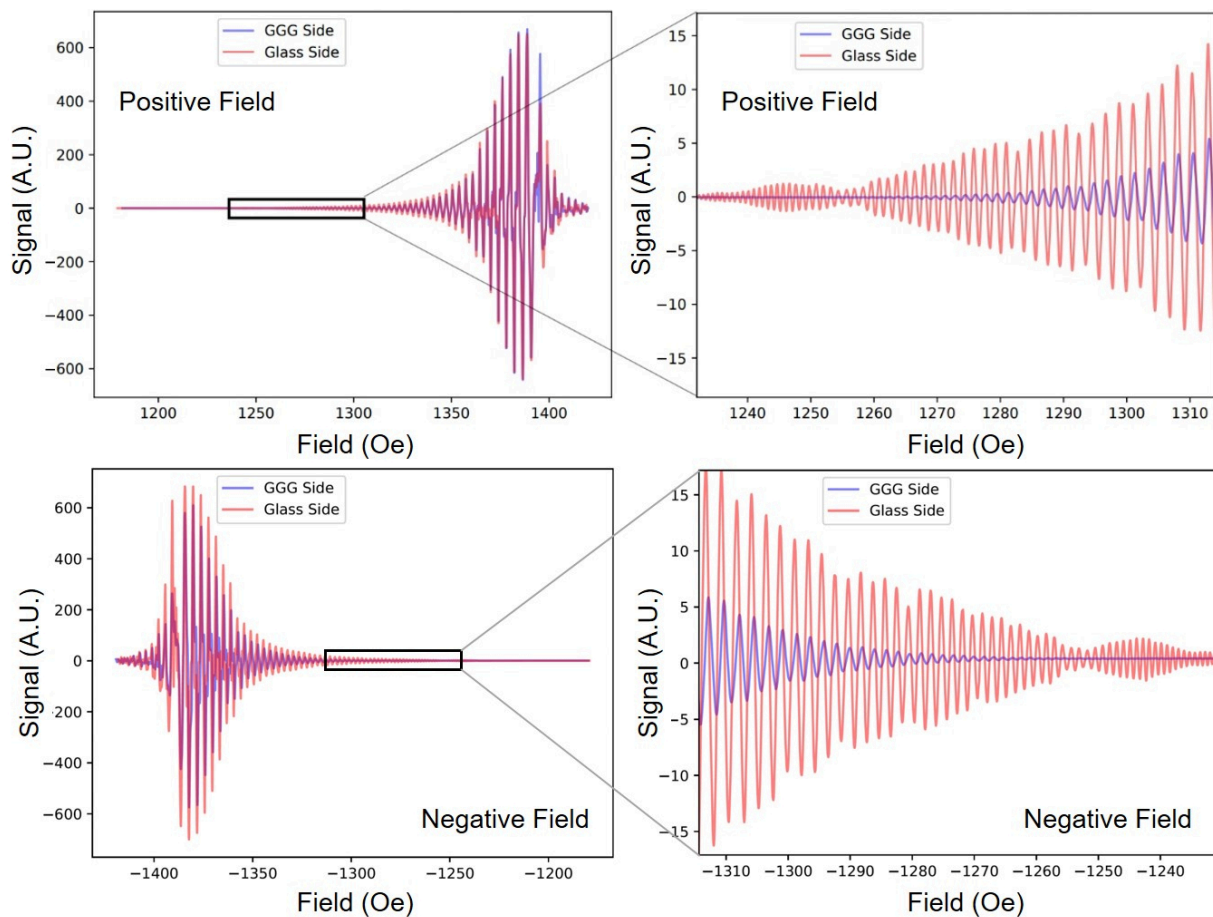 GGG Side
Glass Side
Positive Field
Signal (A.U.)
600
400
200
0
−200
−400
−600
1200
1250
1300
1350
1400
Field (Oe)
GGG Side
Glass Side
Positive Field
Signal (A.U.)
15
10
5
0
−5
−10
−15
1240
1250
1260
1270
1280
1290
1300
1310
Field (Oe)
GGG Side
Glass Side
Signal (A.U.)
600
400
200
0
−200
−400
−600
Negative Field
−1400
−1350
−1300
−1250
−1200
Field (Oe)
GGG Side
Glass Side
Signal (A.U.)
15
10
5
0
−5
−10
−15
Negative Field
−1310
−1300
−1290
−1280
−1270
−1260
−1250
−1240
Field (Oe)